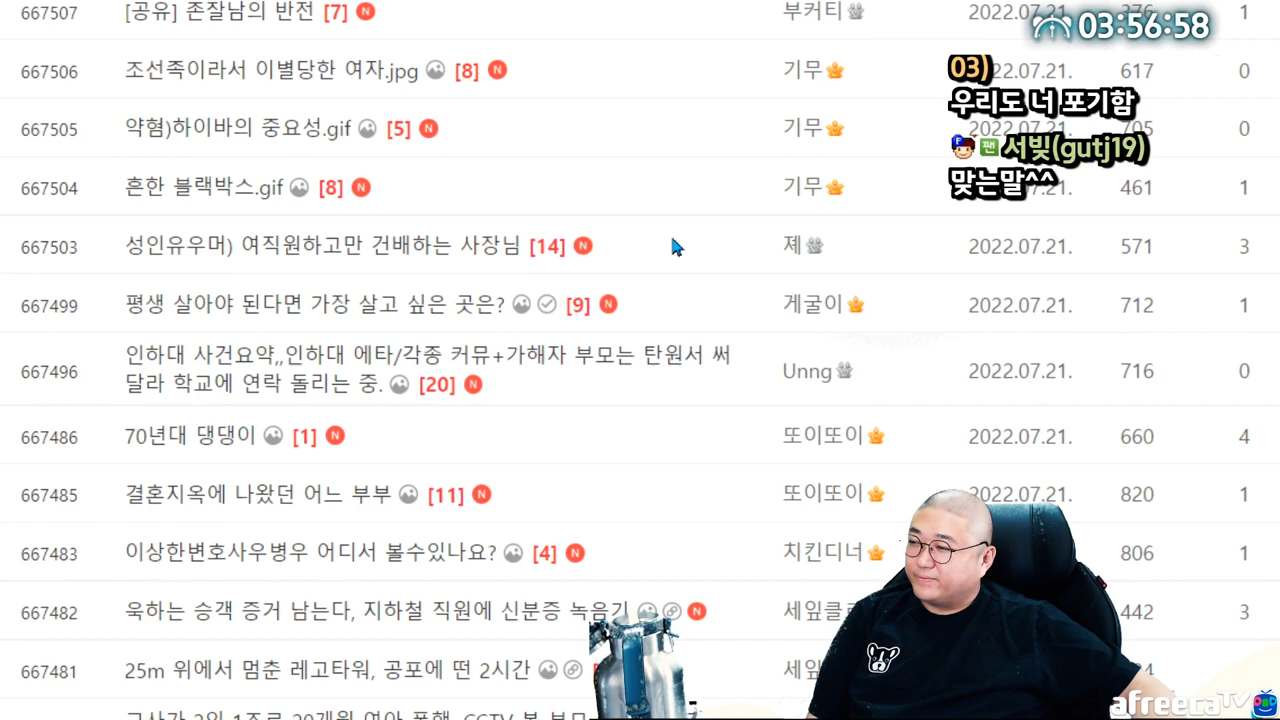 667507 [공유] 존잘남의 반전 [7] N 부커티 2022.07.21. 376 1
03:56:58
667506 조선족이라서 이별당한 여자.jpg [8] N 기무 22.07.21. 617 0
03)
우리도 너 포기함
667505 약혐)하이바의 중요성.gif [5] N 기무 2022.07.21. 705 0
팬 서빚(gutj19)
맞는말^^
667504 흔한 블랙박스.gif [8] N 기무 461 1
667503 성인유우머) 여직원하고만 건배하는 사장님 [14] N 졔 2022.07.21. 571 3
667499 평생 살아야 된다면 가장 살고 싶은 곳은? [9] N 게굴이 2022.07.21. 712 1
667496 인하대 사건요약,,인하대 에타/각종 커뮤+가해자 부모는 탄원서 써
달라 학교에 연락 돌리는 중. [20] N Unng 2022.07.21. 716 0
667486 70년대 댕댕이 [1] N 또이또이 2022.07.21. 660 4
667485 결혼지옥에 나왔던 어느 부부 [11] N 또이또이 2022.07.21. 820 1
667483 이상한변호사우병우 어디서 볼수있나요? [4] N 치킨디너 806 1
667482 욱하는 승객 증거 남는다, 지하철 직원에 신분증 녹음기 N 세잎클 442 3
667481 25m 위에서 멈춘 레고타워, 공포에 떤 2시간 세잎
afreecaTV